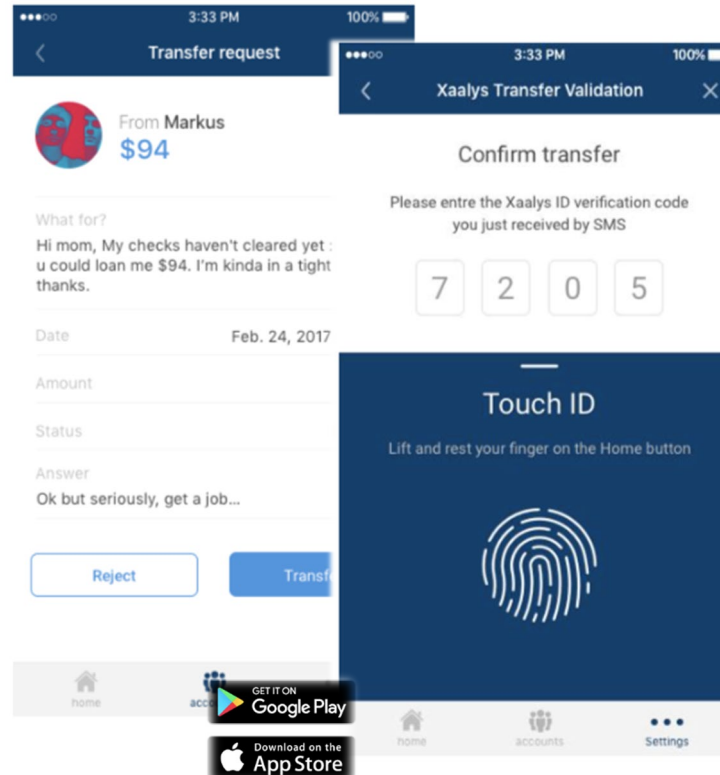 3:33 PM
100%
Transfer request
From Markus
$94
What for?
Hi mom, My checks haven't cleared yet
u could loan me $94. I'm kinda in a tight
thanks.
Date
Feb. 24, 2017
Amount
Status
Answer
Ok but seriously, get a job...
Reject
home
3:33 PM
100%
Xaalys Transfer Validation
Confirm transfer
Please entre the Xaalys ID verification code
you just received by SMS
7 2 0 5
Touch ID
Lift and rest your finger on the Home button
home
accounts
Settings
GET IT ON
Google Play
Download on the
App Store